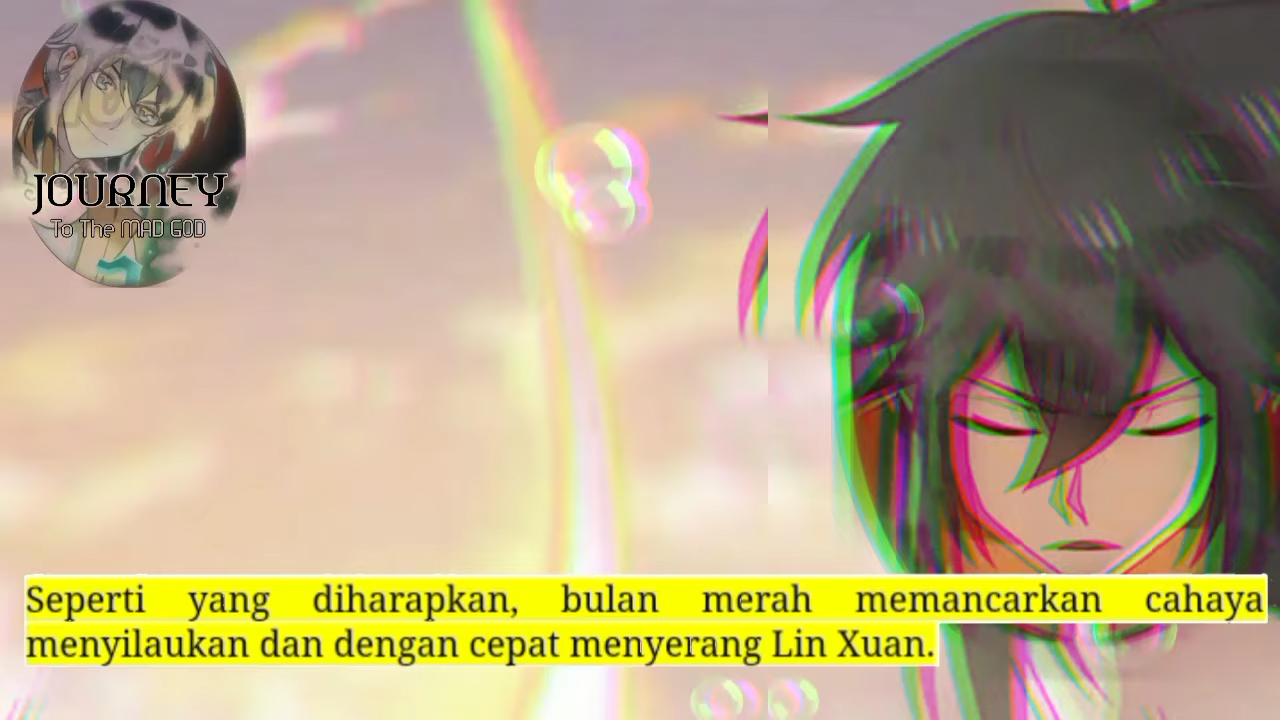 JOURNEY
To The MAD GOD
Seperti yang diharapkan, bulan merah memancarkan cahaya
menyilaukan dan dengan cepat menyerang Lin Xuan.